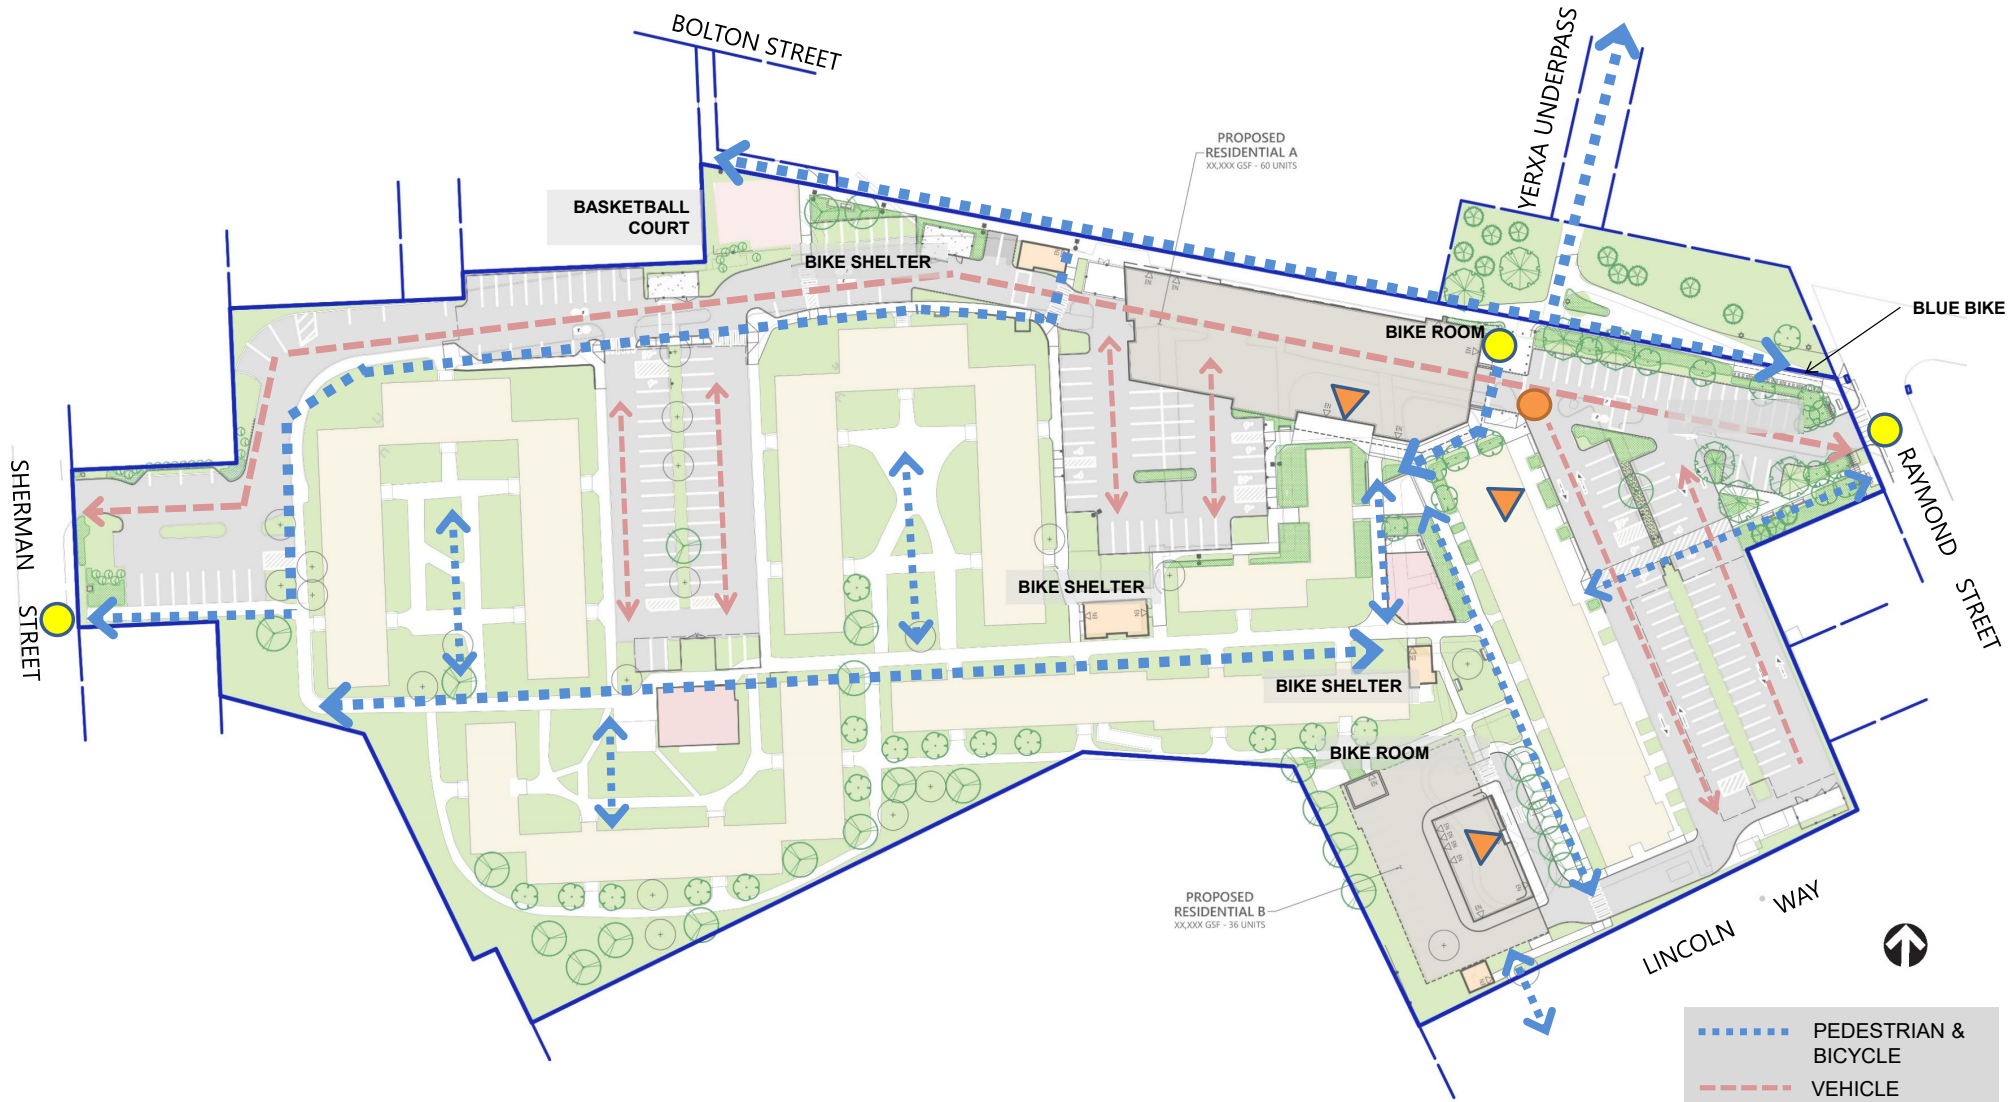 BOLTON STREET
YERXA UNDERPASS
PROPOSED
RESIDENTIAL A
XX,XXX GSF - 60 UNITS
BASKETBALL
COURT
BIKE SHELTER
BLUE BIKE
BIKE ROOM
SHERMAN STREET
RAYMOND STREET
BIKE SHELTER
BIKE SHELTER
BIKE ROOM
PROPOSED
RESIDENTIAL B
XX,XXX GSF - 36 UNITS
LINCOLN WAY
PEDESTRIAN &
BICYCLE
VEHICLE